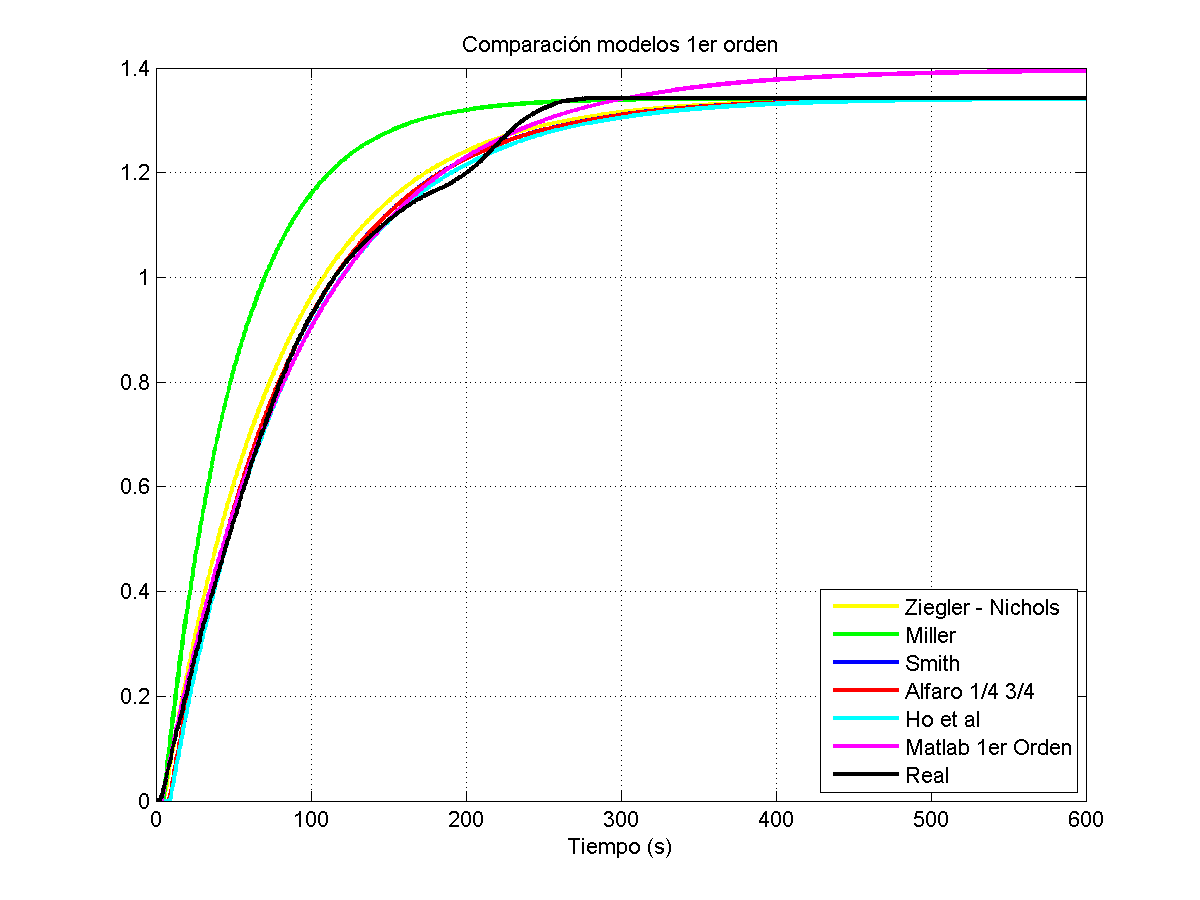 Comparación modelos 1er orden
1.4
1.2
1
0.8
0.6
0.4
0.2
0
0 100 200 300 400 500 600
Tiempo (s)
Ziegler - Nichols
Miller
Smith
Alfaro 1/4 3/4
Ho et al
Matlab 1er Orden
Real